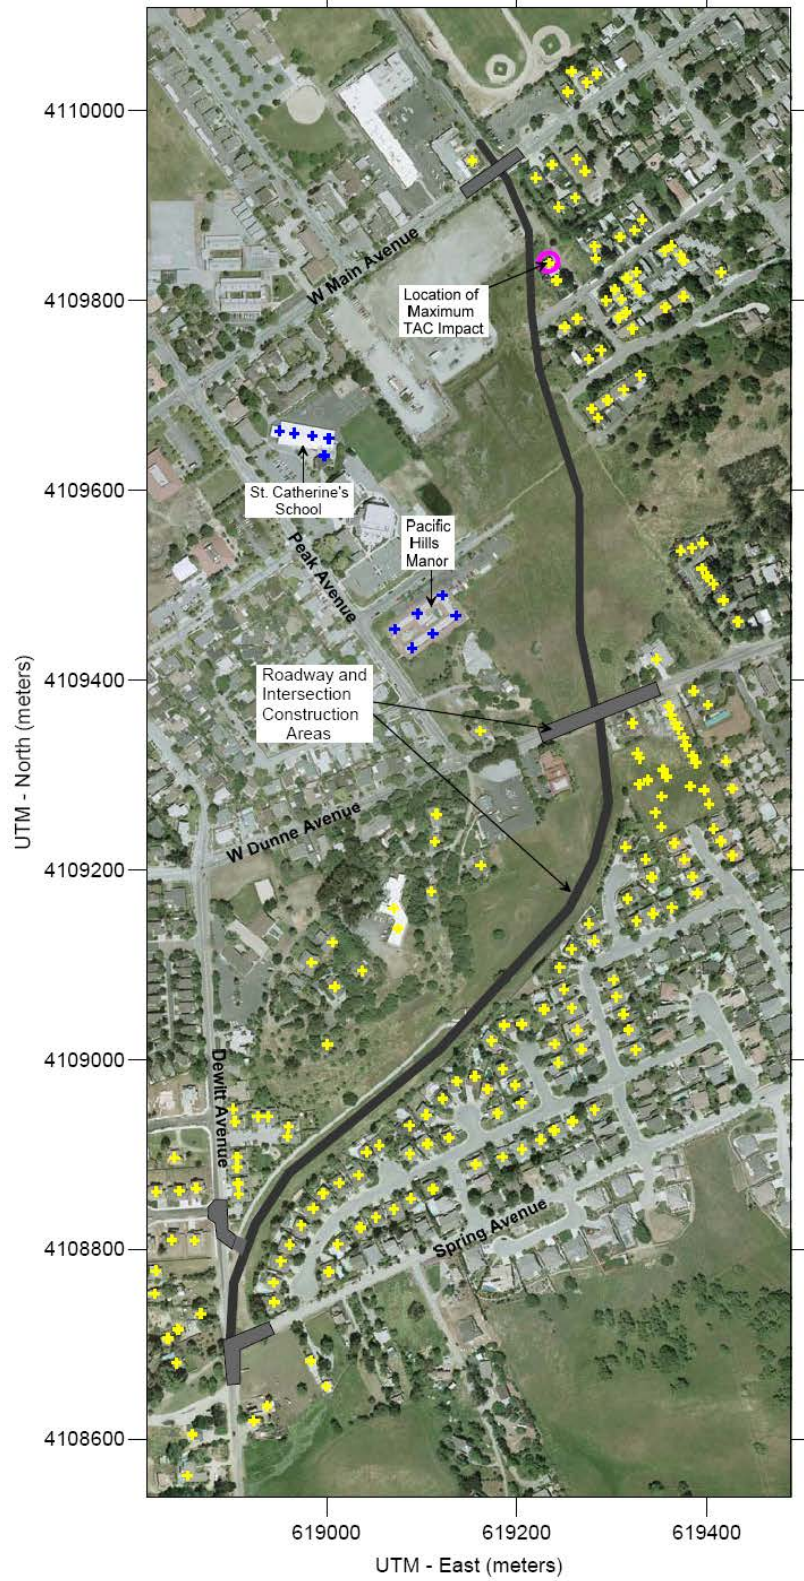 4110000
W Main Avenue
4109800
Location of
Maximum
TAC Impact
4109600
St. Catherine's
School
Pacific
Hills
Manor
Peak Avenue
4109400
Roadway and
Intersection
Construction
Areas
UTM - North (meters)
W Dunne Avenue
4109200
4109000
Dewitt Avenue
Spring Avenue
4108800
4108600
619000
619200
619400
UTM - East (meters)